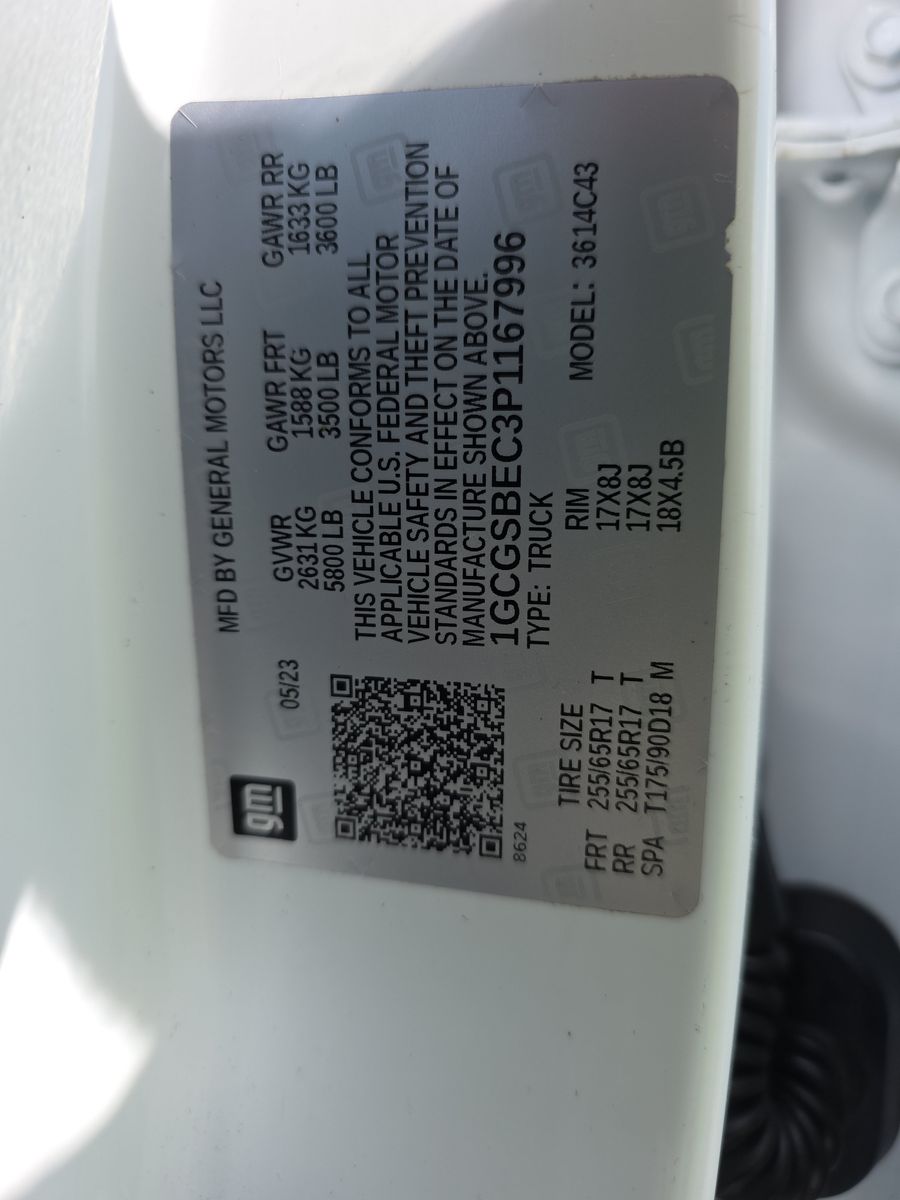 gm
05/23
MFD BY GENERAL MOTORS LLC
GVWR GAWR FRT GAWR RR
2631 KG 1588 KG 1633 KG
5800 LB 3500 LB 3600 LB
THIS VEHICLE CONFORMS TO ALL
APPLICABLE U.S. FEDERAL MOTOR
VEHICLE SAFETY AND THEFT PREVENTION
STANDARDS IN EFFECT ON THE DATE OF
MANUFACTURE SHOWN ABOVE.
1GCGSBEC3P1167996
TYPE: TRUCK
8624
MODEL: 3614C43
TIRE SIZE RIM
FRT 255/65R17 T 17X8J
RR 255/65R17 T 17X8J
SPA T175/90D18 M 18X4.5B